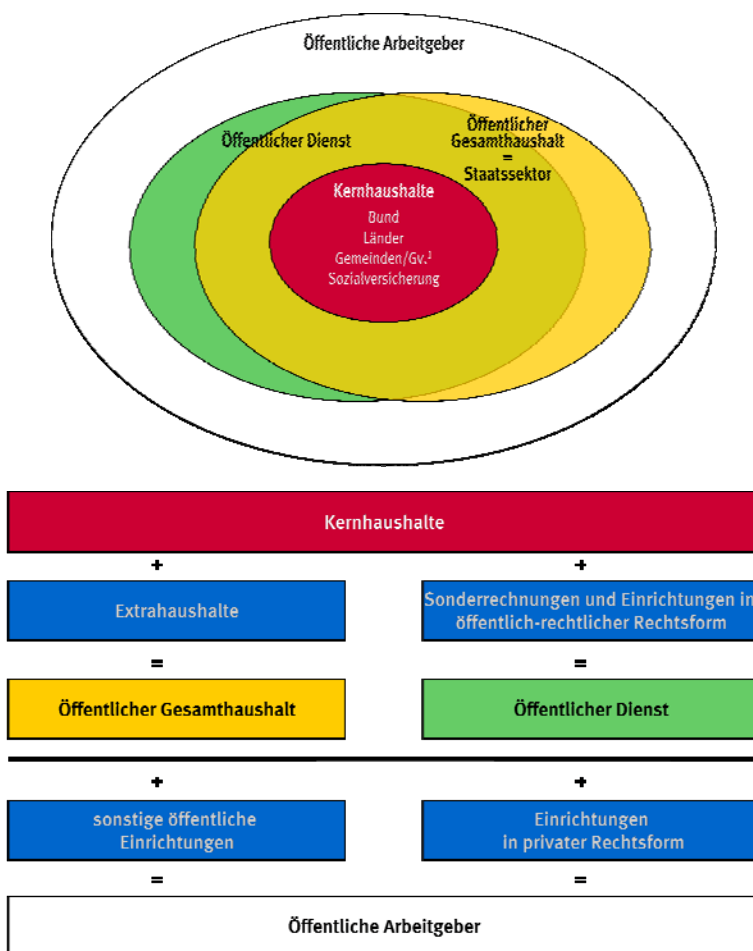 Öffentliche Arbeitgeber
Öffentlicher Dienst
Öffentlicher
Gesamthaushalt
=
Staatssektor
Kernhaushalte
Bund
Länder
Gemeinden/Gv.¹
Sozialversicherung
Kernhaushalte
+ +
Extrahaushalte
Sonderrechnungen und Einrichtungen in
öffentlich-rechtlicher Rechtsform
= =
Öffentlicher Gesamthaushalt
Öffentlicher Dienst
+ +
sonstige öffentliche
Einrichtungen
Einrichtungen
in privater Rechtsform
= =
Öffentliche Arbeitgeber